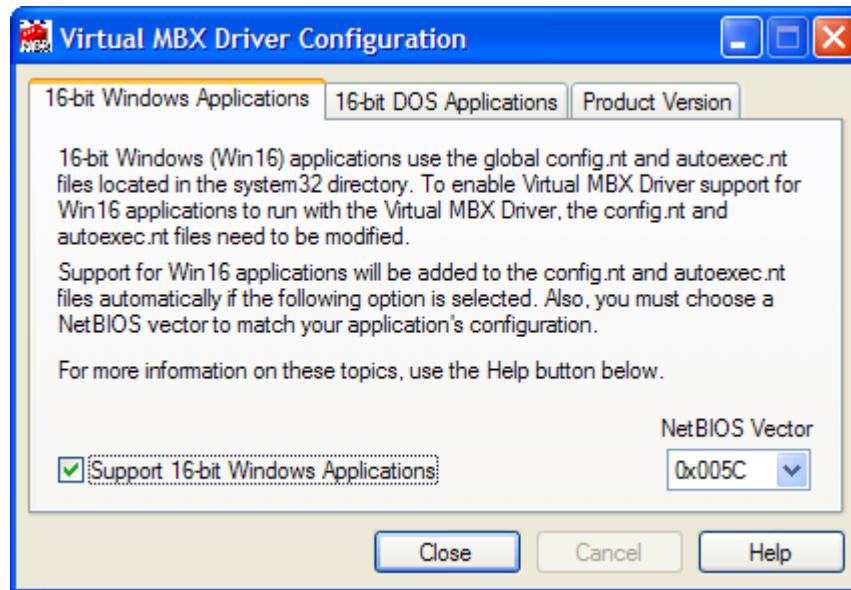 Virtual MBX Driver Configuration
16-bit Windows Applications 16-bit DOS Applications Product Version
16-bit Windows (Win16) applications use the global config.nt and autoexec.nt
files located in the system32 directory. To enable Virtual MBX Driver support for
Win16 applications to run with the Virtual MBX Driver, the config.nt and
autoexec.nt files need to be modified.
Support for Win16 applications will be added to the config.nt and autoexec.nt
files automatically if the following option is selected. Also, you must choose a
NetBIOS vector to match your application's configuration.
For more information on these topics, use the Help button below.
NetBIOS Vector
Support 16-bit Windows Applications 0x005C
Close Cancel Help